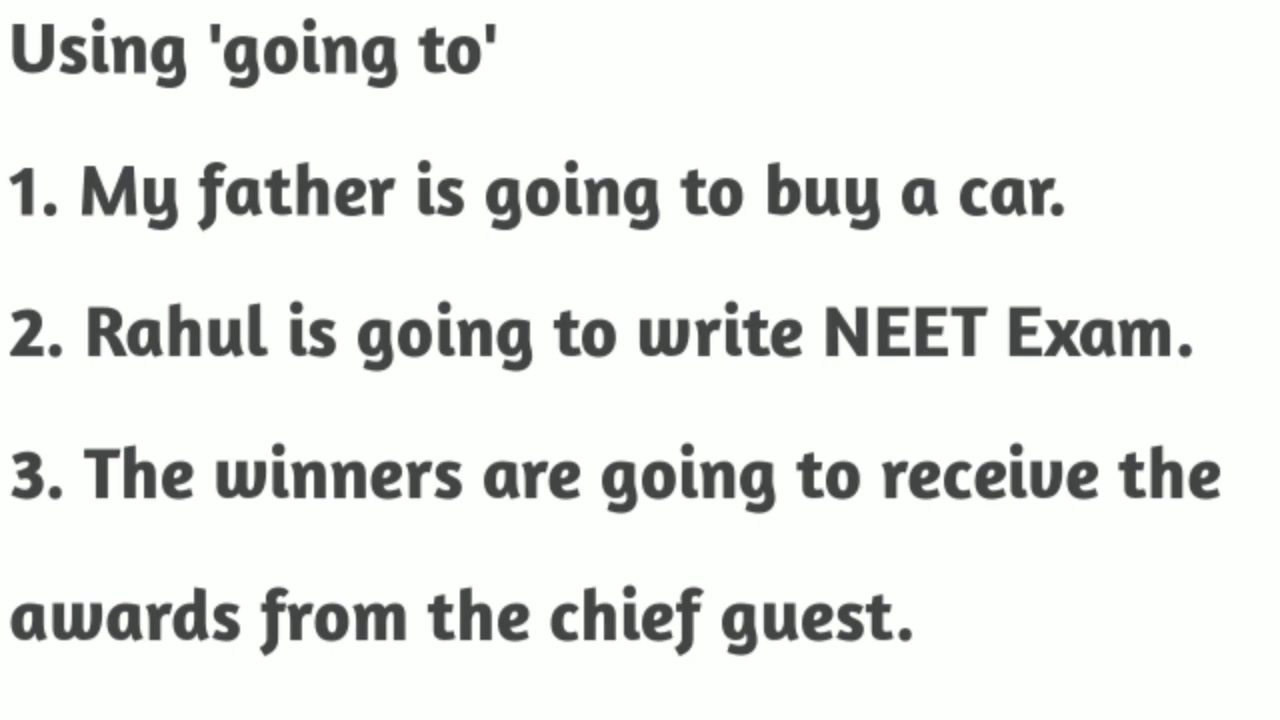 Using 'going to'
1. My father is going to buy a car.
2. Rahul is going to write NEET Exam.
3. The winners are going to receive the
awards from the chief guest.